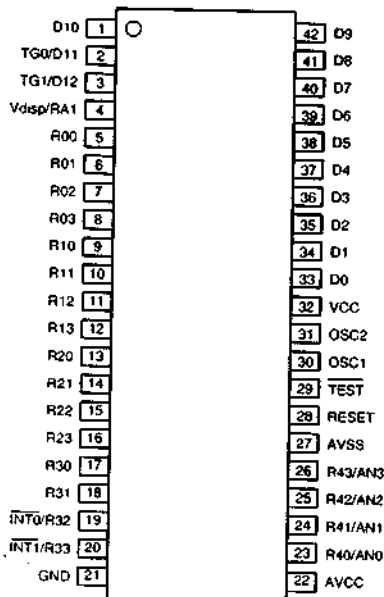 D10 1 42 D9
TG0/D11 2 41 D8
TG1/D12 3 40 D7
Vdisp/RA1 4 39 D6
R00 5 38 D5
R01 6 37 D4
R02 7 36 D3
R03 8 35 D2
R10 9 34 D1
R11 10 33 D0
R12 11 32 VCC
R13 12 31 OSC2
R20 13 30 OSC1
R21 14 29 TEST
R22 15 28 RESET
R23 16 27 AVSS
R30 17 26 R43/AN3
R31 18 25 R42/AN2
INT0/R32 19 24 R41/AN1
INT1/R33 20 23 R40/AN0
GND 21 22 AVCC